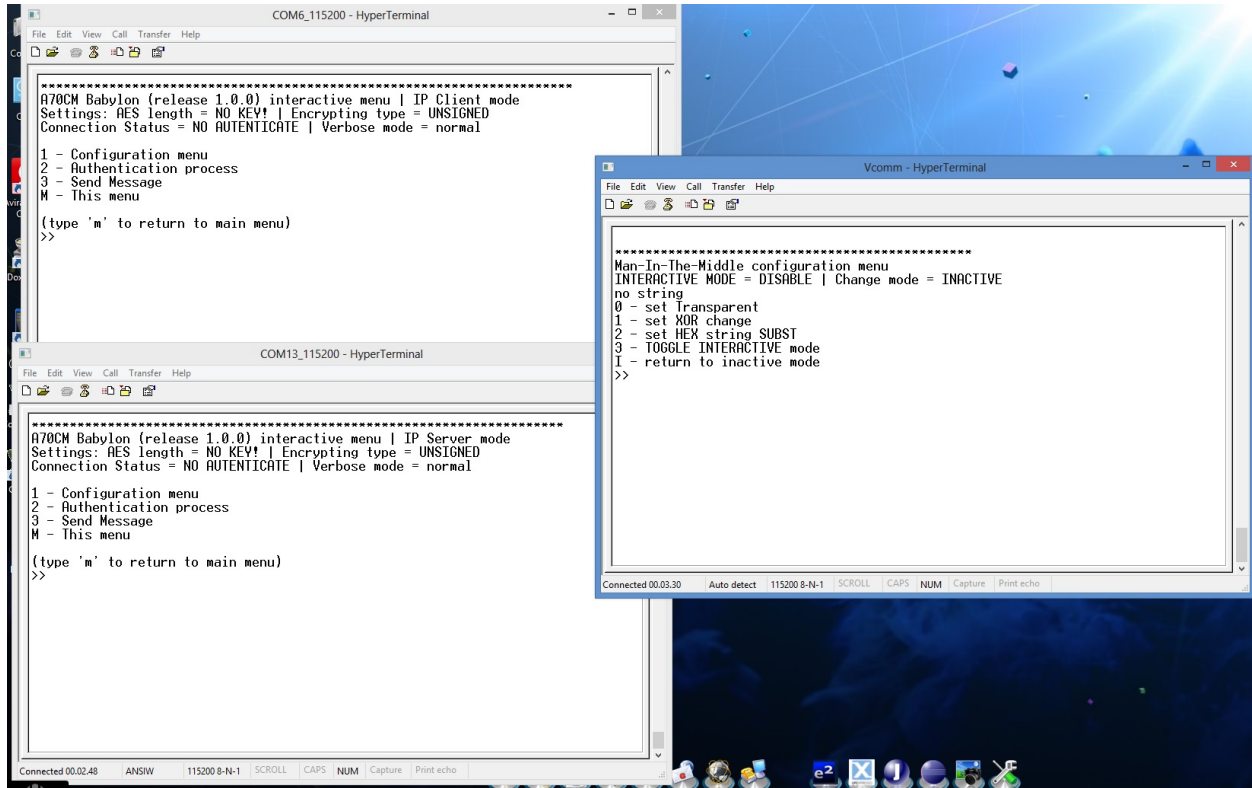 COM6_115200 - HyperTerminal
File Edit View Call Transfer Help
**********************************************************************
A70CM Babylon (release 1.0.0) interactive menu | IP Client mode
Settings: AES length = NO KEY! | Encrypting type = UNSIGNED
Connection Status = NO AUTENTICATE | Verbose mode = normal
1 - Configuration menu
2 - Authentication process
3 - Send Message
M - This menu
(type 'm' to return to main menu)
>>
Vcomm - HyperTerminal
File Edit View Call Transfer Help
***********************************************
Man-In-The-Middle configuration menu
INTERACTIVE MODE = DISABLE | Change mode = INACTIVE
no string
0 - set Transparent
1 - set XOR change
2 - set HEX string SUBST
3 - TOGGLE INTERACTIVE mode
I - return to inactive mode
>>
Connected 00.03.30 Auto detect 115200 8-N-1 SCROLL CAPS NUM Capture Print echo
COM13_115200 - HyperTerminal
File Edit View Call Transfer Help
**********************************************************************
A70CM Babylon (release 1.0.0) interactive menu | IP Server mode
Settings: AES length = NO KEY! | Encrypting type = UNSIGNED
Connection Status = NO AUTENTICATE | Verbose mode = normal
1 - Configuration menu
2 - Authentication process
3 - Send Message
M - This menu
(type 'm' to return to main menu)
>>
Connected 00.02.48 ANSIW 115200 8-N-1 SCROLL CAPS NUM Capture Print echo